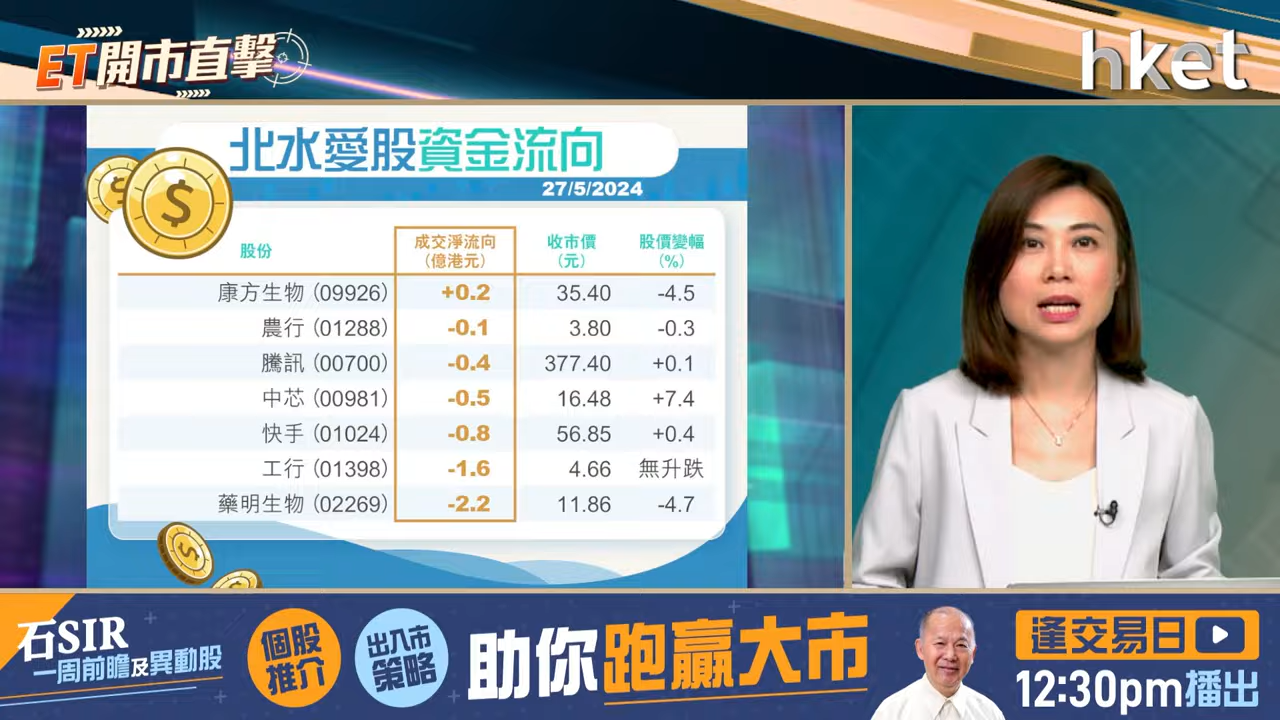 ET開市直擊
hket
北水愛股資金流向
27/5/2024
股份 成交淨流向 (億港元) 收市價 (元) 股價變幅 (%)
康方生物 (09926) +0.2 35.40 -4.5
農行 (01288) -0.1 3.80 -0.3
騰訊 (00700) -0.4 377.40 +0.1
中芯 (00981) -0.5 16.48 +7.4
快手 (01024) -0.8 56.85 +0.4
工行 (01398) -1.6 4.66 無升跌
藥明生物 (02269) -2.2 11.86 -4.7
石SIR
一周前瞻及異動股
個股
推介
出入市
策略
助你跑贏大市
逢交易日
12:30pm播出